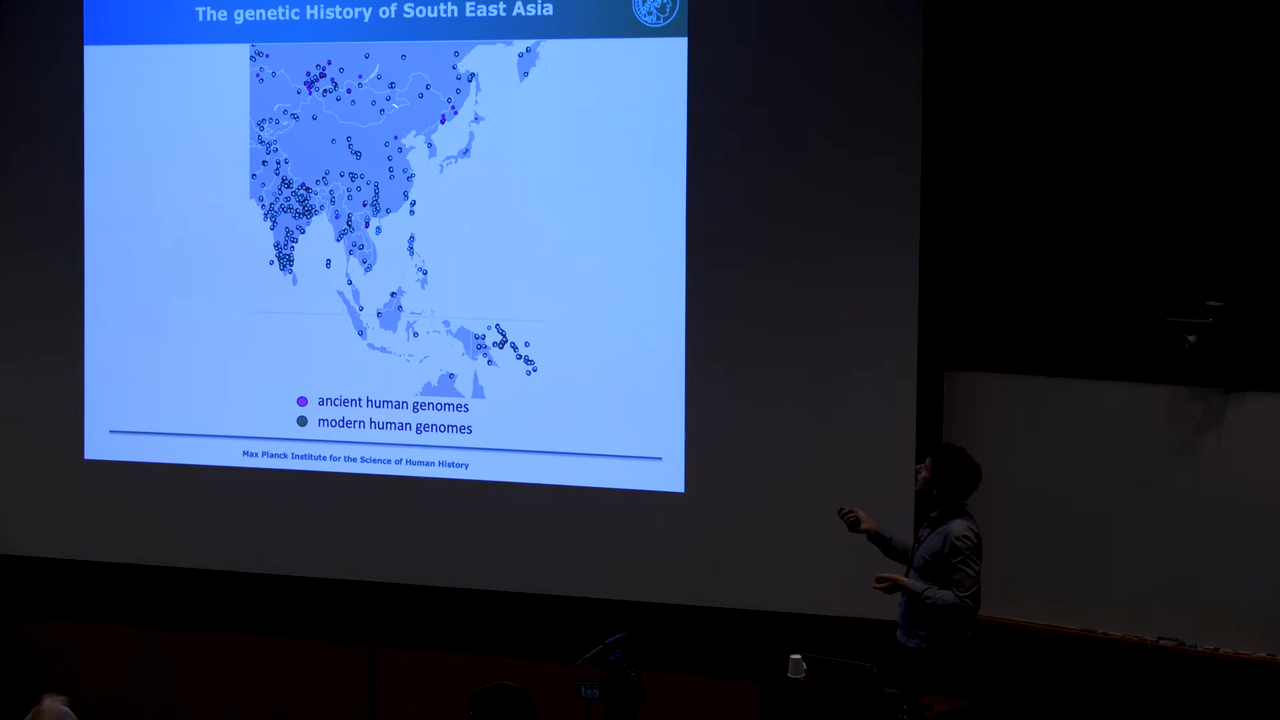 The genetic History of South East Asia
ancient human genomes
modern human genomes
Max Planck Institute for the Science of Human History